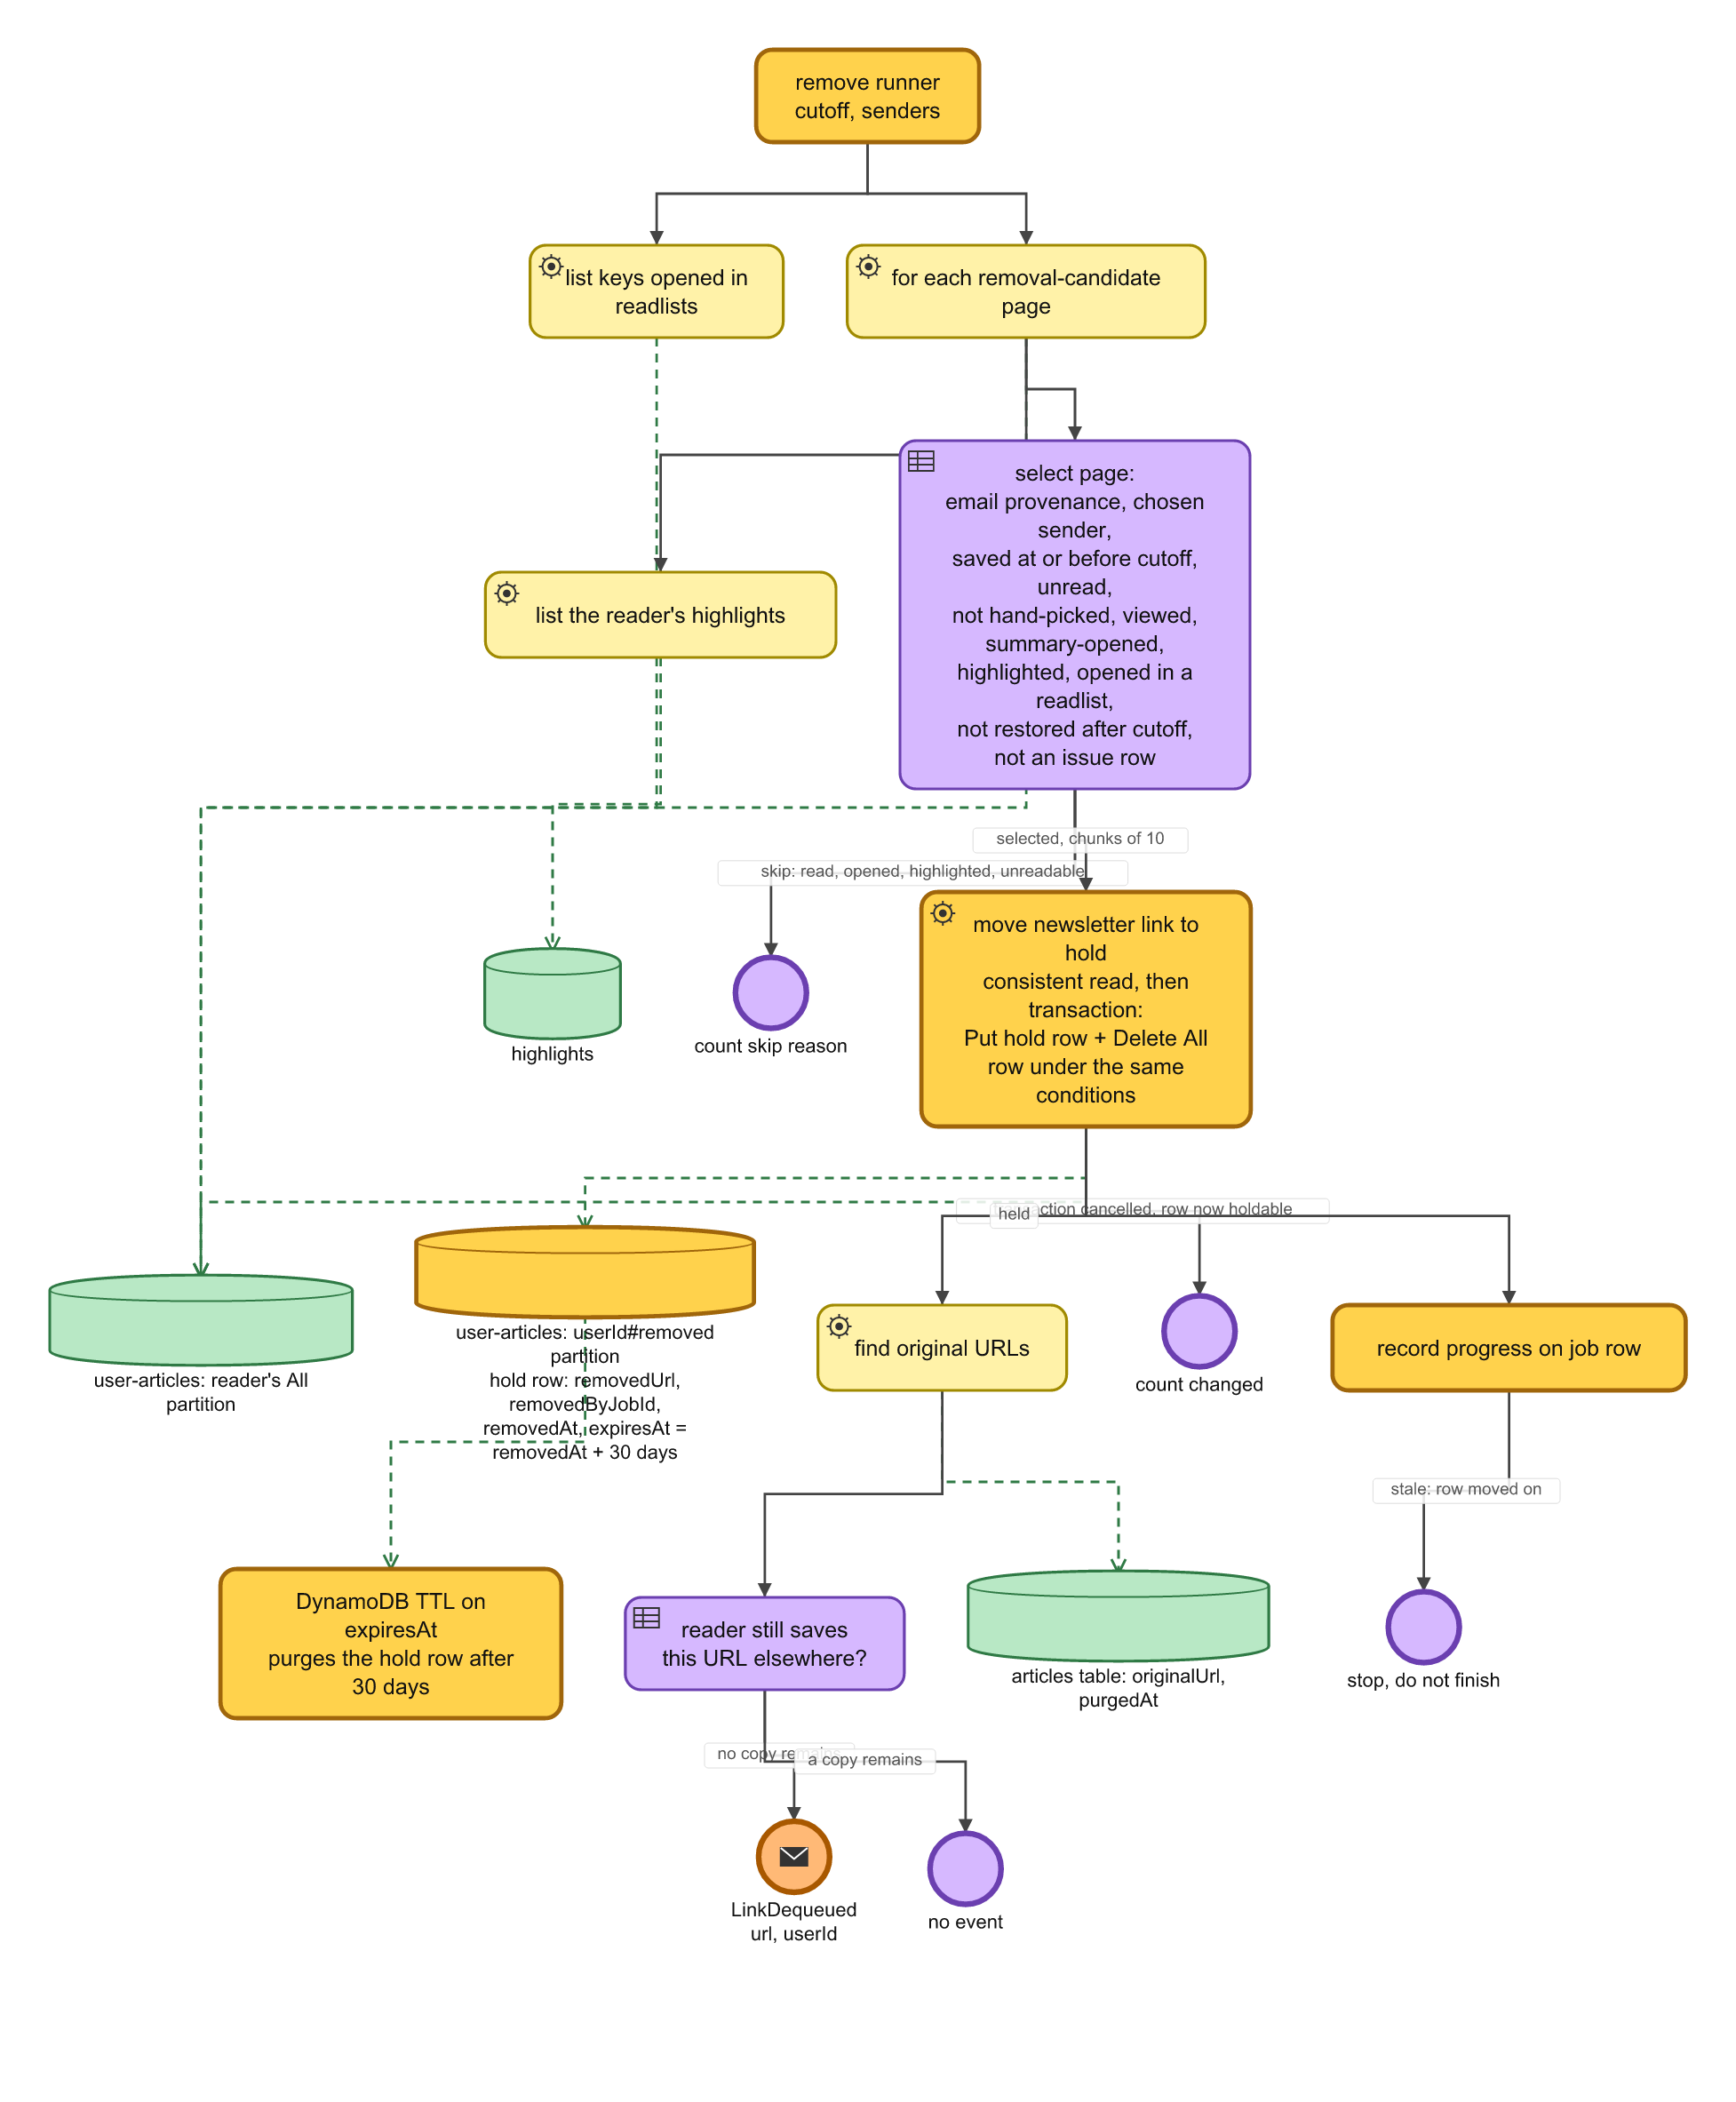 remove runner
cutoff, senders
list keys opened in
readlists
for each removal-candidate
page
select page:
email provenance, chosen
sender,
saved at or before cutoff,
unread,
not hand-picked, viewed,
summary-opened,
highlighted, opened in a
readlist,
not restored after cutoff,
not an issue row
list the reader's highlights
selected, chunks of 10
skip: read, opened, highlighted, unreadable
move newsletter link to
hold
consistent read, then
transaction:
Put hold row + Delete All
row under the same
conditions
highlights
count skip reason
held
cancelled, row now holdable
user-articles: reader's All
partition
user-articles: userId#removed
partition
hold row: removedUrl,
removedByJobId,
removedAt, expiresAt =
removedAt + 30 days
find original URLs
count changed
record progress on job row
stale: row moved on
DynamoDB TTL on
expiresAt
purges the hold row after
30 days
reader still saves
this URL elsewhere?
articles table: originalUrl,
purgedAt
stop, do not finish
no copy remains
a copy remains
LinkDequeued
url, userId
no event